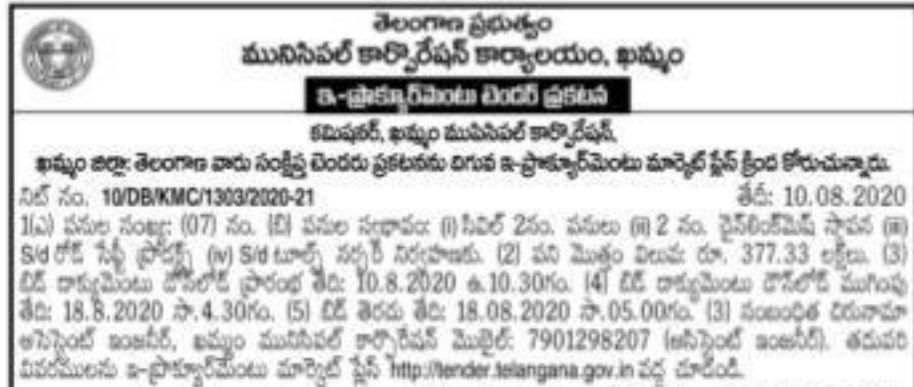 తెలంగాణ ప్రభుత్వం
మునిసిపల్ కార్పొరేషన్ కార్యాలయం, ఖమ్మం
ఇ-ప్రొక్యూర్‌మెంటు టెండర్ ప్రకటన
కమిషనర్, ఖమ్మం మునిసిపల్ కార్పొరేషన్,
ఖమ్మం జిల్లా: తెలంగాణ వారు సంక్షిప్త టెండరు ప్రకటనను దిగువ ఇ-ప్రొక్యూర్‌మెంటు మార్కెట్ ప్లేస్ క్రింద కోరుచున్నారు.
నిట్ నం. 10/DB/KMC/1303/2020-21 తేదీ: 10.08.2020
1(ఎ) పనుల సంఖ్య: (07) నం. (బి) పనుల స్వభావం: (i) సివిల్ 2నం. పనులు (ii) 2 నం. చైన్‌లింక్‌మెష్ స్థాపన (iii)
S/d రోడ్ సేఫ్టీ ప్రొడక్ట్స్ (iv) S/d టూల్స్ నర్సరీ నిర్వహణకు. (2) పని మొత్తం విలువ: రూ. 377.33 లక్షలు. (3)
బిడ్ డాక్యుమెంటు డౌన్‌లోడ్ ప్రారంభ తేది: 10.8.2020 ఉ.10.30గం. (4) బిడ్ డాక్యుమెంటు డౌన్‌లోడ్ ముగింపు
తేది: 18.8.2020 సా.4.30గం. (5) బిడ్ తెరచు తేది: 18.08.2020 సా.05.00గం. (3) సంబంధిత చిరునామా
అసిస్టెంట్ ఇంజనీర్, ఖమ్మం మునిసిపల్ కార్పొరేషన్ మొబైల్: 7901298207 (అసిస్టెంట్ ఇంజనీర్). తదుపరి
వివరములను ఇ-ప్రొక్యూర్‌మెంటు మార్కెట్ ప్లేస్ http://tender.telangana.gov.in వద్ద చూడండి.